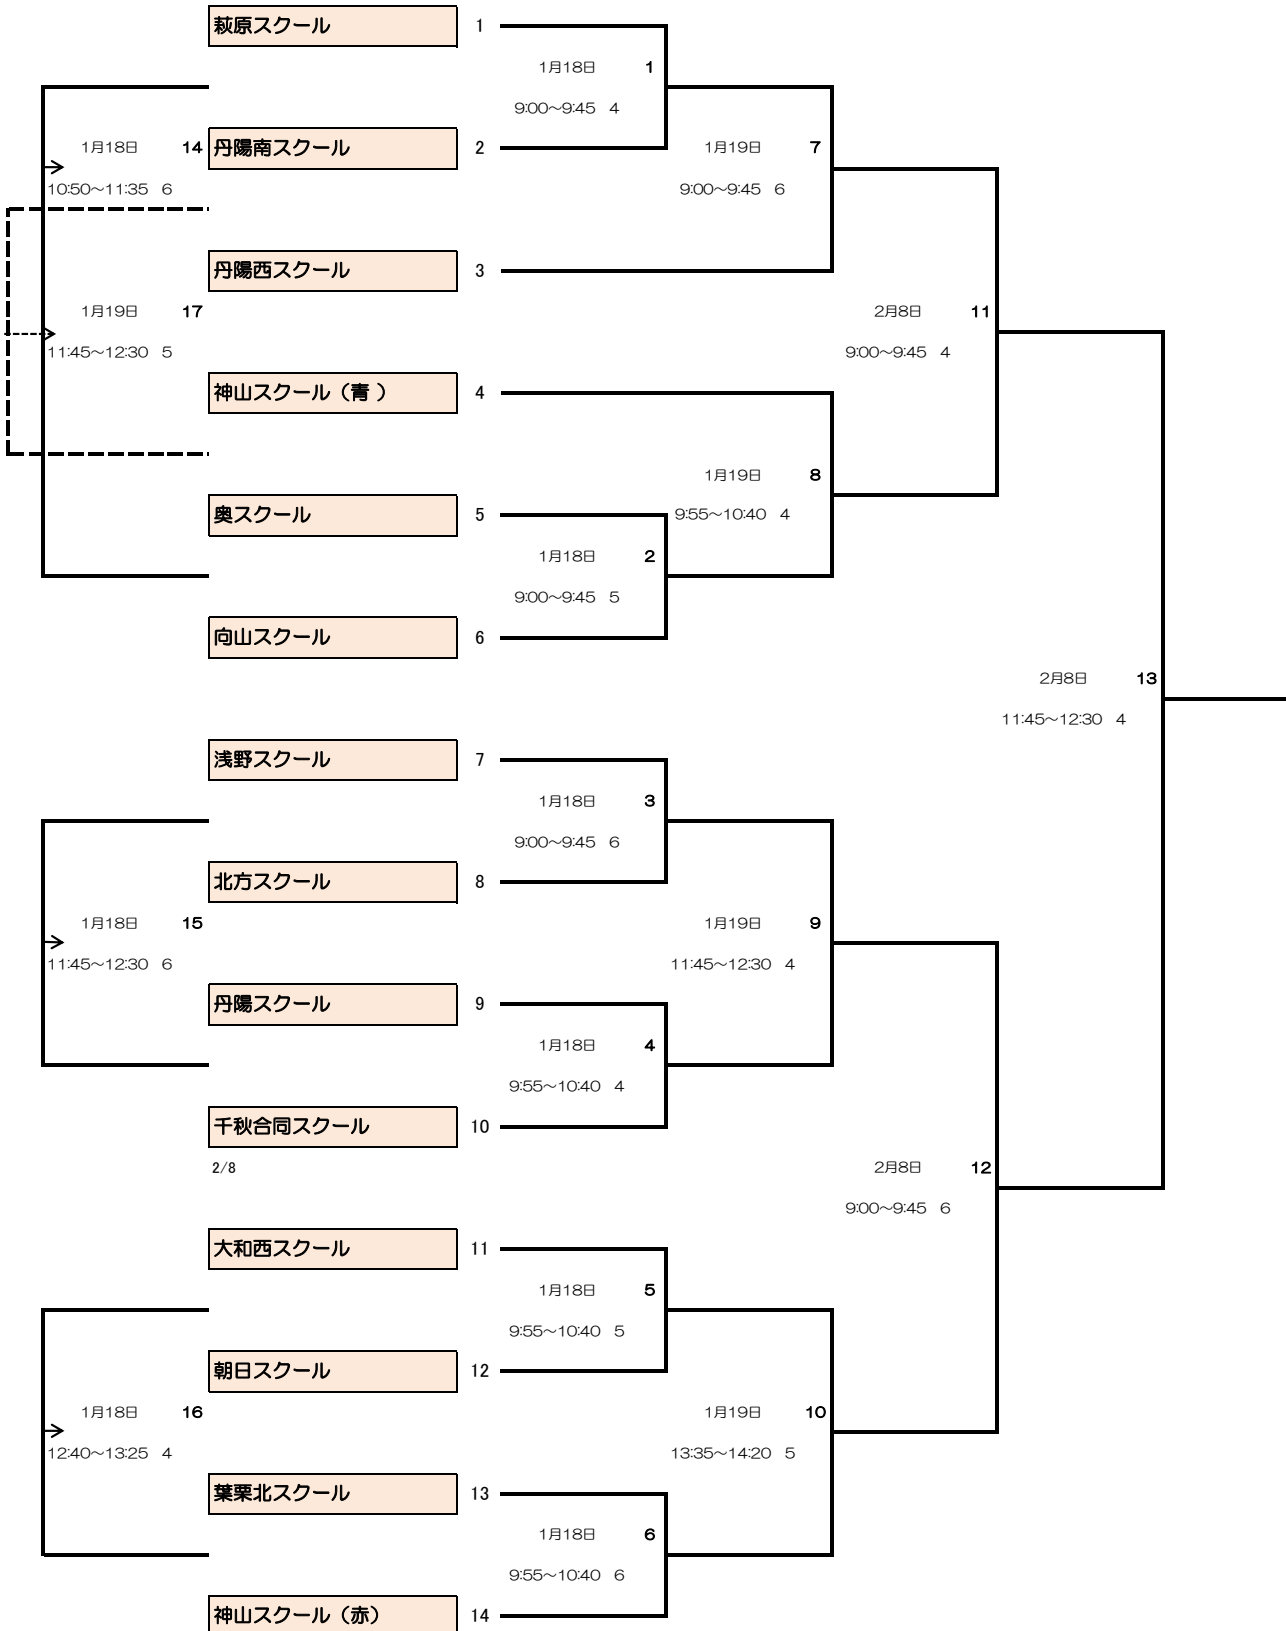 萩原スクール 1
1月18日 1
9:00～9:45 4
1月18日 14 丹陽南スクール 2 1月19日 7
10:50～11:35 6 9:00～9:45 6
丹陽西スクール 3
1月19日 17 2月8日 11
11:45～12:30 5 9:00～9:45 4
神山スクール（青 ） 4
1月19日 8
奥スクール 5 9:55～10:40 4
1月18日 2
9:00～9:45 5
向山スクール 6
2月8日 13
11:45～12:30 4
浅野スクール 7
1月18日 3
9:00～9:45 6
北方スクール 8
1月18日 15 1月19日 9
11:45～12:30 6 11:45～12:30 4
丹陽スクール 9
1月18日 4
9:55～10:40 4
千秋合同スクール 10
2/8 2月8日 12
9:00～9:45 6
大和西スクール 11
1月18日 5
9:55～10:40 5
朝日スクール 12
1月18日 16 1月19日 10
12:40～13:25 4 13:35～14:20 5
葉栗北スクール 13
1月18日 6
9:55～10:40 6
神山スクール（赤） 14